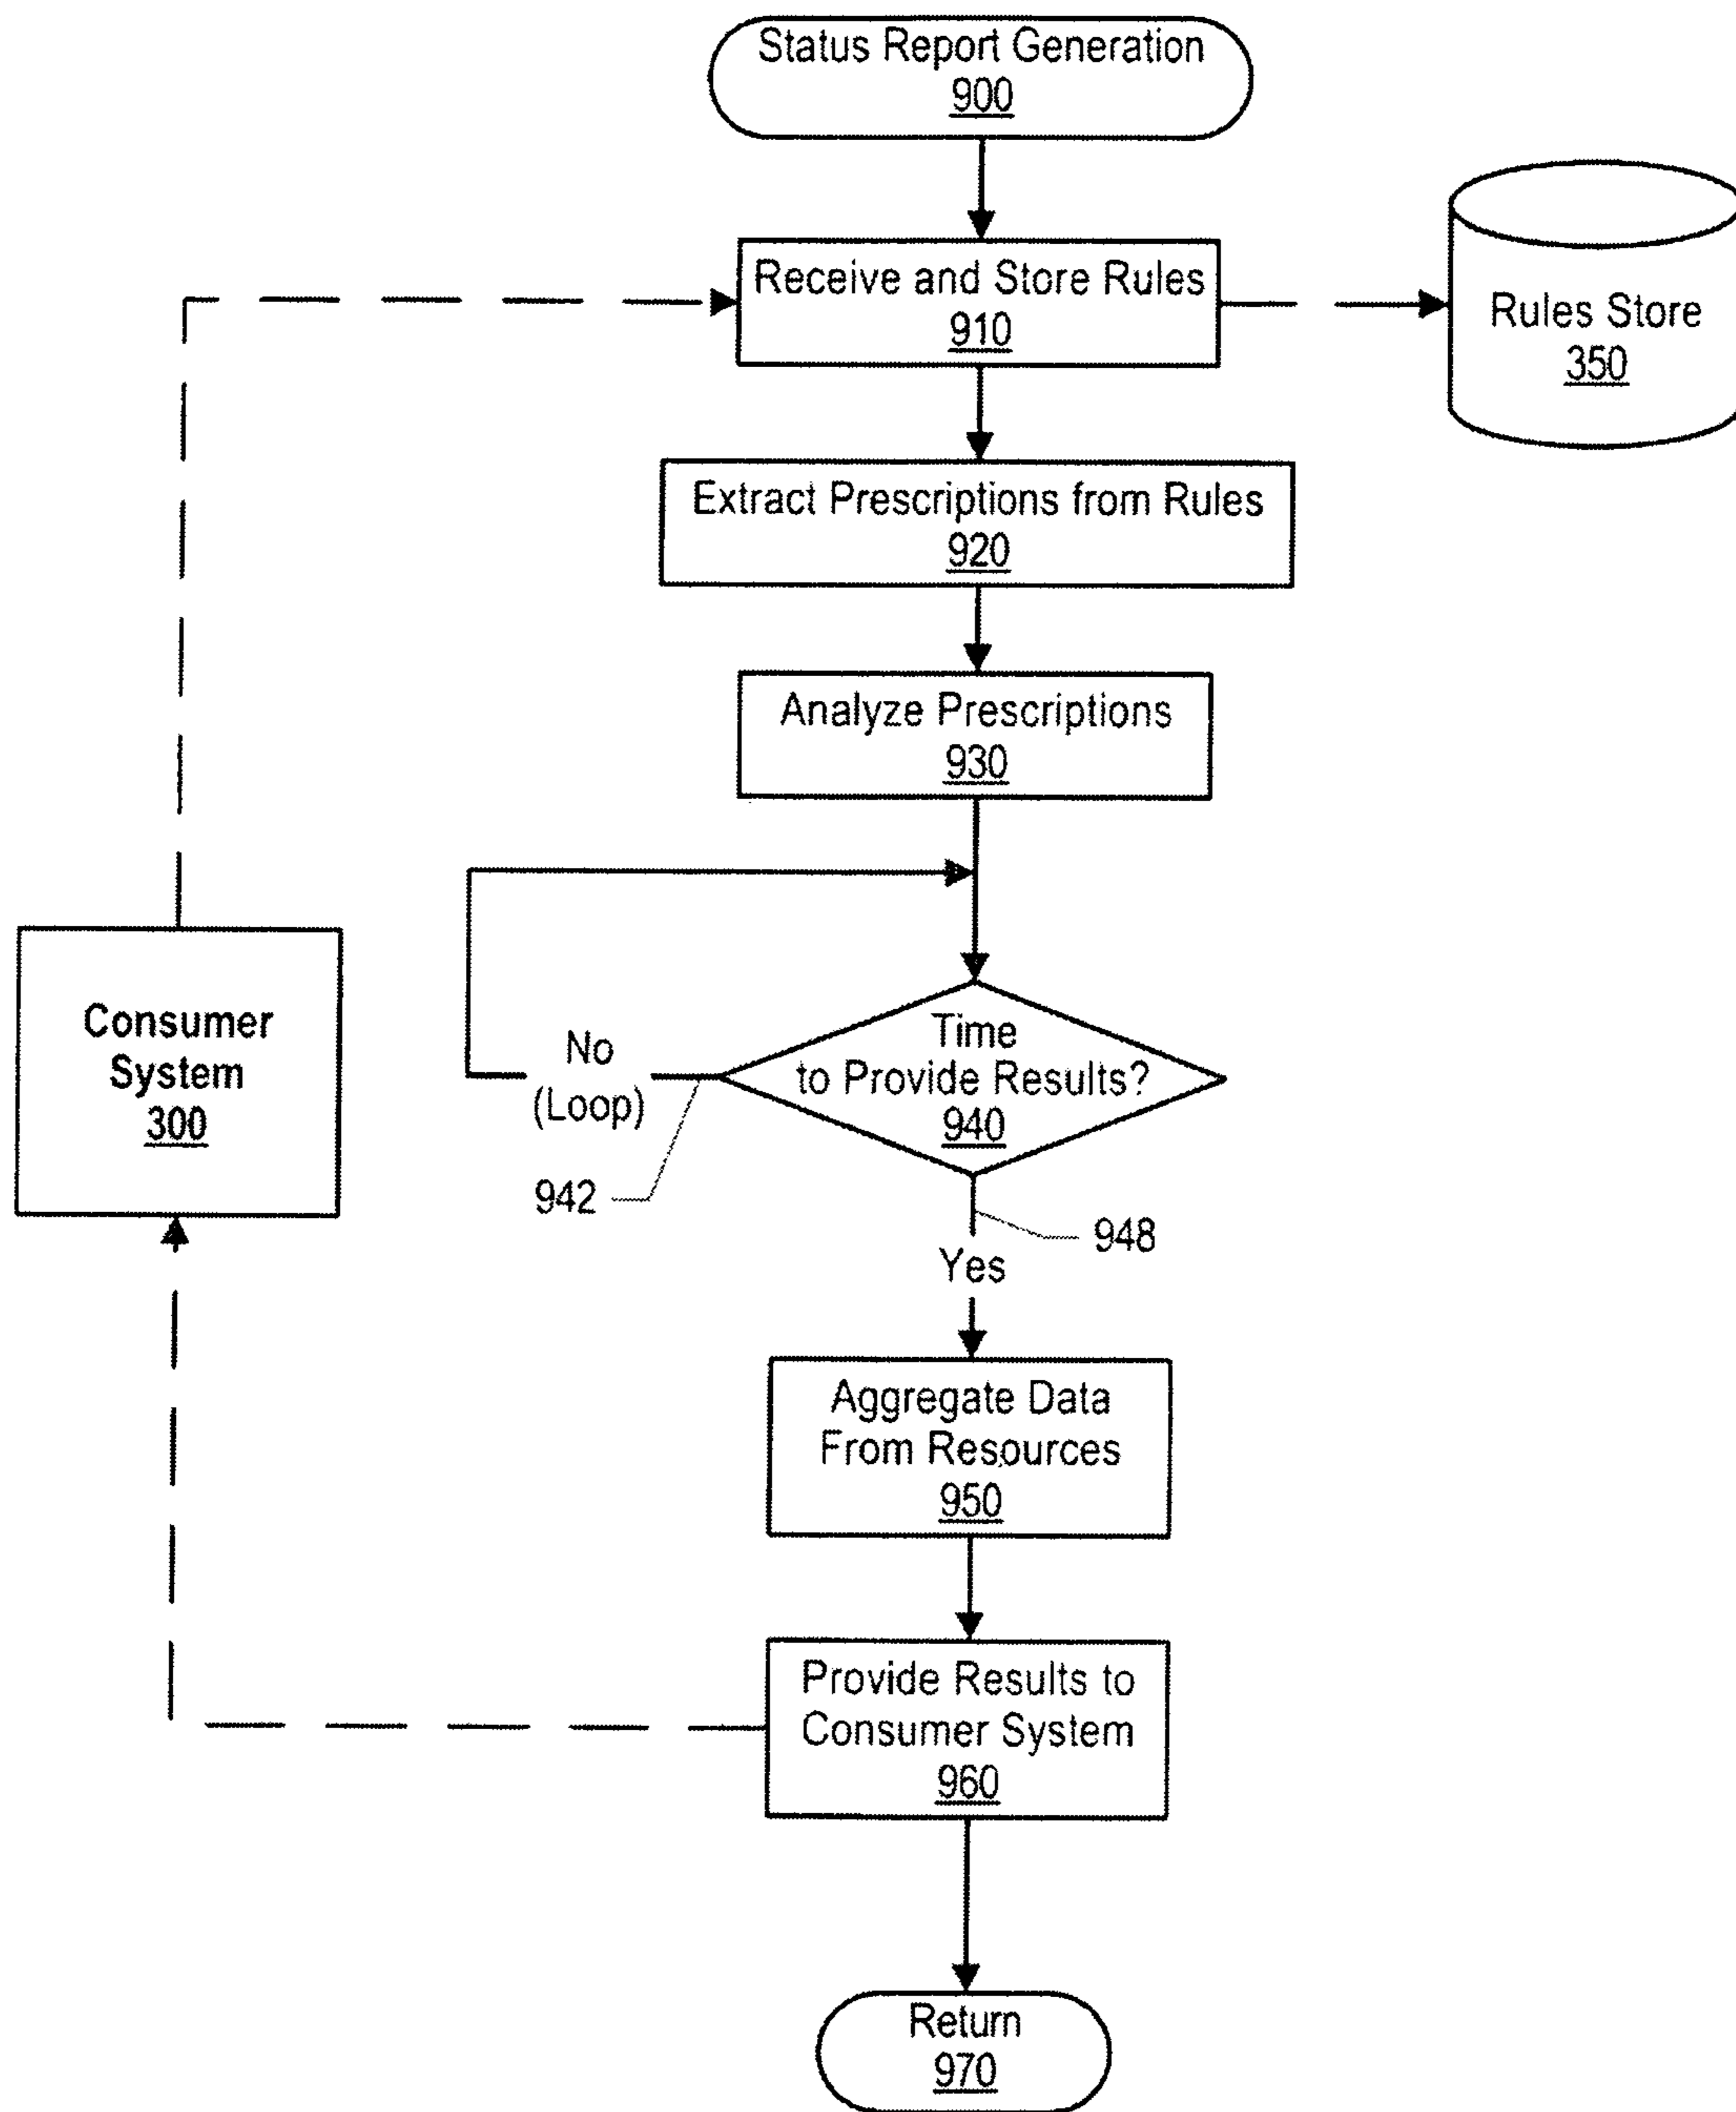 Status Report Generation
900
Receive and Store Rules
910
Rules Store
350
Extract Prescriptions from Rules
920
Analyze Prescriptions
930
Consumer
System
300
No
(Loop)
942
Time
to Provide Results?
940
948
Yes
Aggregate Data
From Resources
950
Provide Results to
Consumer System
960
Return
970